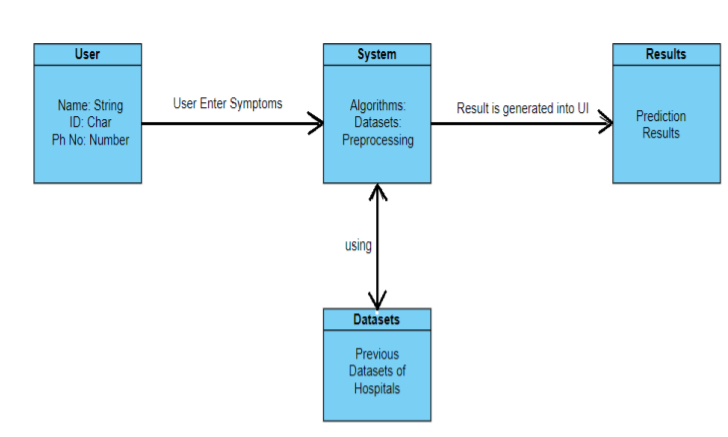 User
Name: String
ID: Char
Ph No: Number
User Enter Symptoms
System
Algorithms:
Datasets:
Preprocessing
Result is generated into UI
Results
Prediction
Results
using
Datasets
Previous
Datasets of
Hospitals